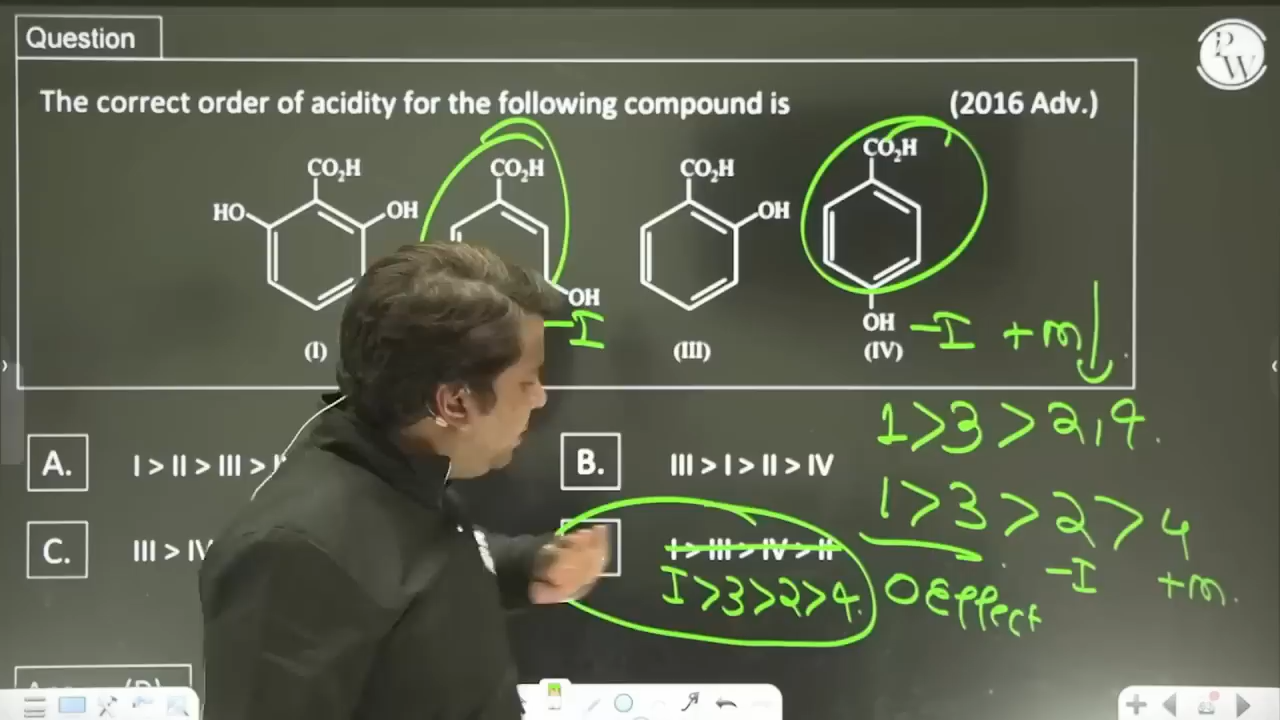 Question
PW
The correct order of acidity for the following compound is (2016 Adv.)
CO₂H
HO OH
(I)
CO₂H
OH
-I
CO₂H
OH
(III)
CO₂H
OH
(IV)
-I +m
1>3>2,4.
A. I > II > III >
B. III > I > II > IV
1>3>2>4
C. III > IV
I > III > IV > II
I>3>2>4.
O Effect -I +m.